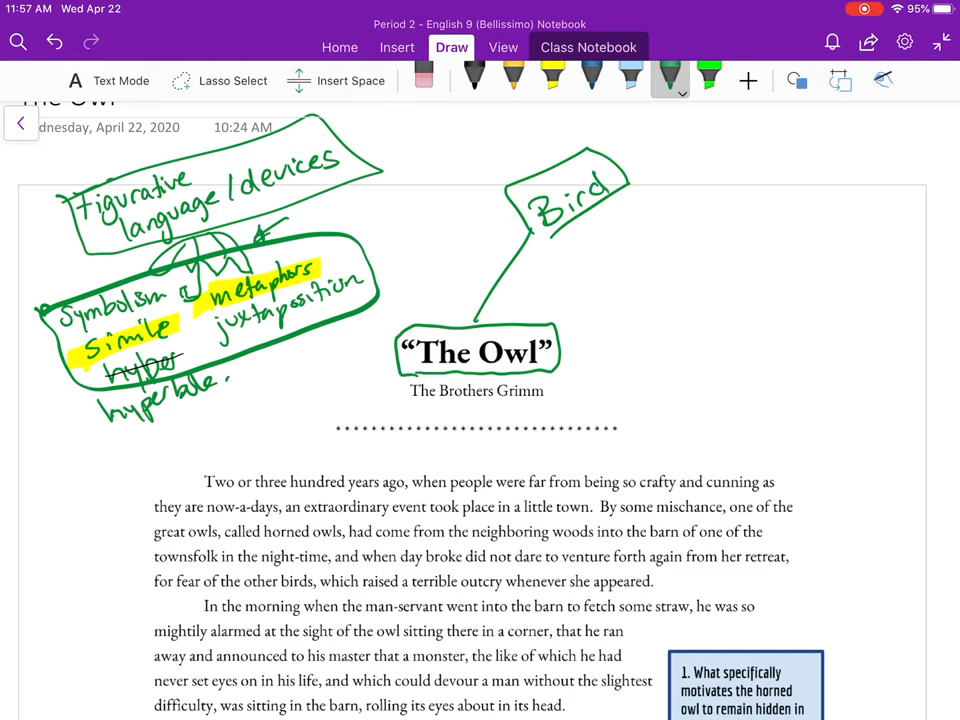 11:57 AM Wed Apr 22
95%
Period 2 - English 9 (Bellissimo) Notebook
Home Insert Draw View Class Notebook
Text Mode Lasso Select Insert Space
The Owl
dnesday, April 22, 2020 10:24 AM
Figurative
language/devices
Symbolism metaphors
simile juxtaposition
hyper
hyperbole.
Bird
“The Owl”
The Brothers Grimm
* * * * * * * * * * * * * * * * * * * * * * * * * * * * * * *
Two or three hundred years ago, when people were far from being so crafty and cunning as
they are now-a-days, an extraordinary event took place in a little town. By some mischance, one of the
great owls, called horned owls, had come from the neighboring woods into the barn of one of the
townsfolk in the night-time, and when day broke did not dare to venture forth again from her retreat,
for fear of the other birds, which raised a terrible outcry whenever she appeared.
In the morning when the man-servant went into the barn to fetch some straw, he was so
mightily alarmed at the sight of the owl sitting there in a corner, that he ran
away and announced to his master that a monster, the like of which he had
never set eyes on in his life, and which could devour a man without the slightest
difficulty, was sitting in the barn, rolling its eyes about in its head.
1. What specifically
motivates the horned
owl to remain hidden in